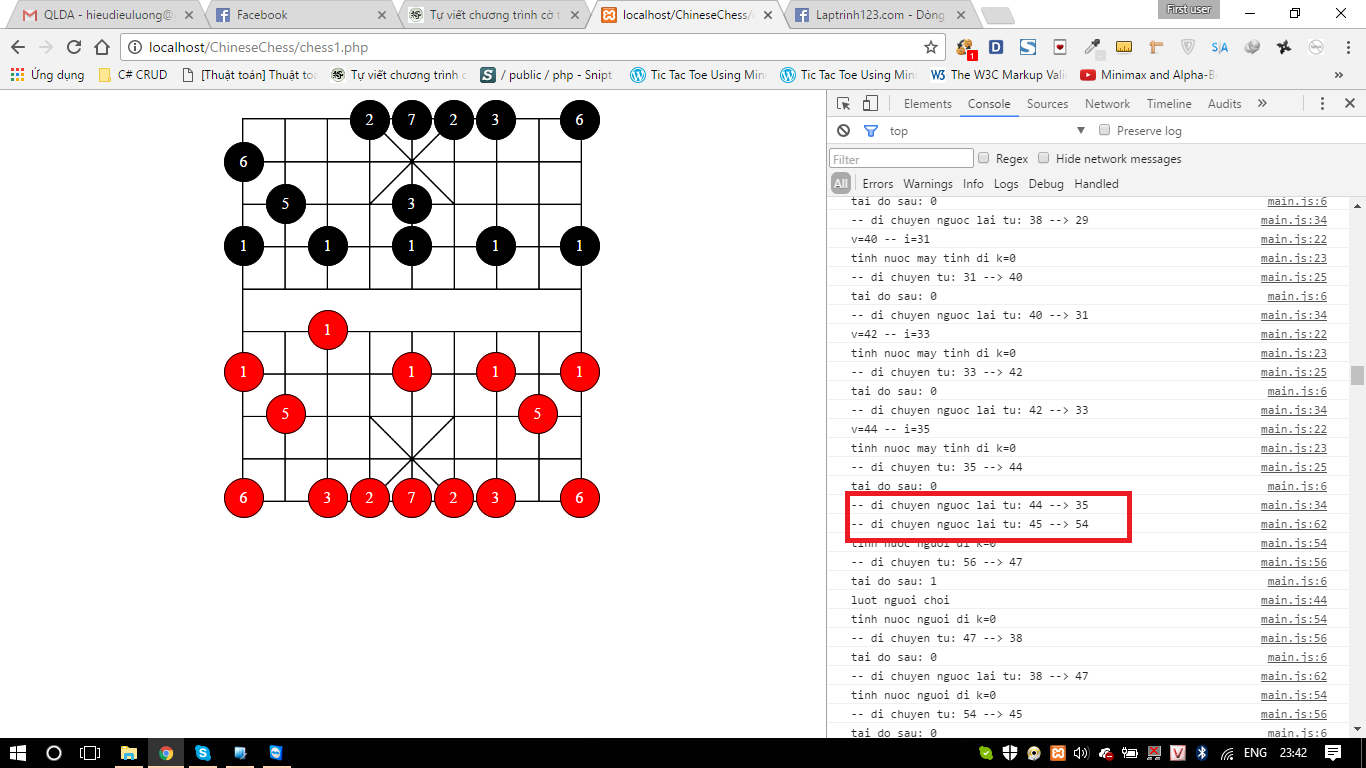 First user
QLDA - hieudieuluong@
Facebook
Tự viết chương trình cờ t
localhost/ChineseChess/
Laptrinh123.com - Dòng
localhost/ChineseChess/chess1.php
1
Ứng dụng
C# CRUD
[Thuật toán] Thuật to
Tự viết chương trình c
/ public / php - Snipt
Tic Tac Toe Using Min
Tic Tac Toe Using Min
The W3C Markup Vali
Minimax and Alpha-B
»
Elements Console Sources Network Timeline Audits »
top
Preserve log
Filter
Regex
Hide network messages
All Errors Warnings Info Logs Debug Handled
2 7 2 3 6
6
5 3
1 1 1 1 1
1
1 1 1 1
5 5
6 3 2 7 2 3 6
tai do sau: 0 main.js:6
-- di chuyen nguoc lai tu: 38 --> 29 main.js:34
v=40 -- i=31 main.js:22
tinh nuoc may tinh di k=0 main.js:23
-- di chuyen tu: 31 --> 40 main.js:25
tai do sau: 0 main.js:6
-- di chuyen nguoc lai tu: 40 --> 31 main.js:34
v=42 -- i=33 main.js:22
tinh nuoc may tinh di k=0 main.js:23
-- di chuyen tu: 33 --> 42 main.js:25
tai do sau: 0 main.js:6
-- di chuyen nguoc lai tu: 42 --> 33 main.js:34
v=44 -- i=35 main.js:22
tinh nuoc may tinh di k=0 main.js:23
-- di chuyen tu: 35 --> 44 main.js:25
tai do sau: 0 main.js:6
-- di chuyen nguoc lai tu: 44 --> 35 main.js:34
-- di chuyen nguoc lai tu: 45 --> 54 main.js:62
tinh nuoc nguoi di k=0 main.js:54
-- di chuyen tu: 56 --> 47 main.js:56
tai do sau: 1 main.js:6
luot nguoi choi main.js:44
tinh nuoc nguoi di k=0 main.js:54
-- di chuyen tu: 47 --> 38 main.js:56
tai do sau: 0 main.js:6
-- di chuyen nguoc lai tu: 38 --> 47 main.js:62
tinh nuoc nguoi di k=0 main.js:54
-- di chuyen tu: 54 --> 45 main.js:56
tai do sau: 0 main.js:6
ENG 23:42